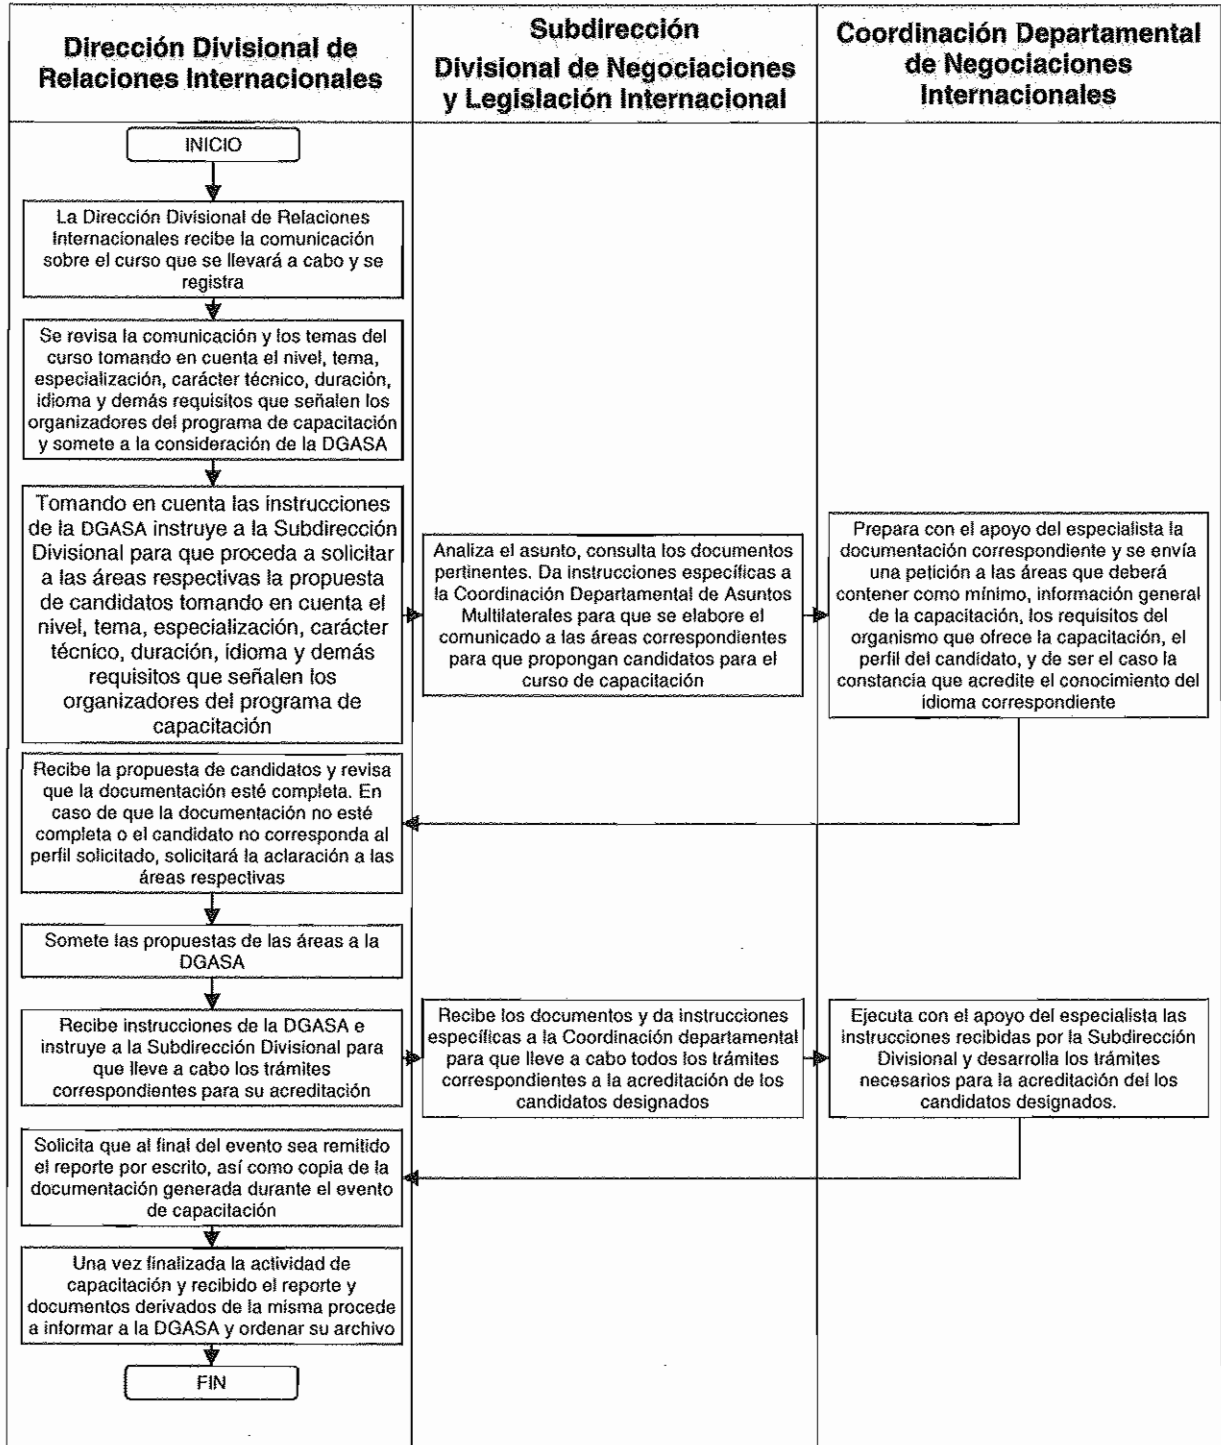 Dirección Divisional de
Relaciones Internacionales
Subdirección
Divisional de Negociaciones
y Legislación Internacional
Coordinación Departamental
de Negociaciones
Internacionales
INICIO
La Dirección Divisional de Relaciones
Internacionales recibe la comunicación
sobre el curso que se llevará a cabo y se
registra
Se revisa la comunicación y los temas del
curso tomando en cuenta el nivel, tema,
especialización, carácter técnico, duración,
idioma y demás requisitos que señalen los
organizadores del programa de capacitación
y somete a la consideración de la DGASA
Tomando en cuenta las instrucciones
de la DGASA instruye a la Subdirección
Divisional para que proceda a solicitar
a las áreas respectivas la propuesta
de candidatos tomando en cuenta el
nivel, tema, especialización, carácter
técnico, duración, idioma y demás
requisitos que señalen los
organizadores del programa de
capacitación
Analiza el asunto, consulta los documentos
pertinentes. Da instrucciones específicas a
la Coordinación Departamental de Asuntos
Multilaterales para que se elabore el
comunicado a las áreas correspondientes
para que propongan candidatos para el
curso de capacitación
Prepara con el apoyo del especialista la
documentación correspondiente y se envía
una petición a las áreas que deberá
contener como mínimo, información general
de la capacitación, los requisitos del
organismo que ofrece la capacitación, el
perfil del candidato, y de ser el caso la
constancia que acredite el conocimiento del
idioma correspondiente
Recibe la propuesta de candidatos y revisa
que la documentación esté completa. En
caso de que la documentación no esté
completa o el candidato no corresponda al
perfil solicitado, solicitará la aclaración a las
áreas respectivas
Somete las propuestas de las áreas a la
DGASA
Recibe instrucciones de la DGASA e
instruye a la Subdirección Divisional para
que lleve a cabo los trámites
correspondientes para su acreditación
Recibe los documentos y da instrucciones
específicas a la Coordinación departamental
para que lleve a cabo todos los trámites
correspondientes a la acreditación de los
candidatos designados
Ejecuta con el apoyo del especialista las
instrucciones recibidas por la Subdirección
Divisional y desarrolla los trámites
necesarios para la acreditación del los
candidatos designados.
Solicita que al final del evento sea remitido
el reporte por escrito, así como copia de la
documentación generada durante el evento
de capacitación
Una vez finalizada la actividad de
capacitación y recibido el reporte y
documentos derivados de la misma procede
a informar a la DGASA y ordenar su archivo
FIN